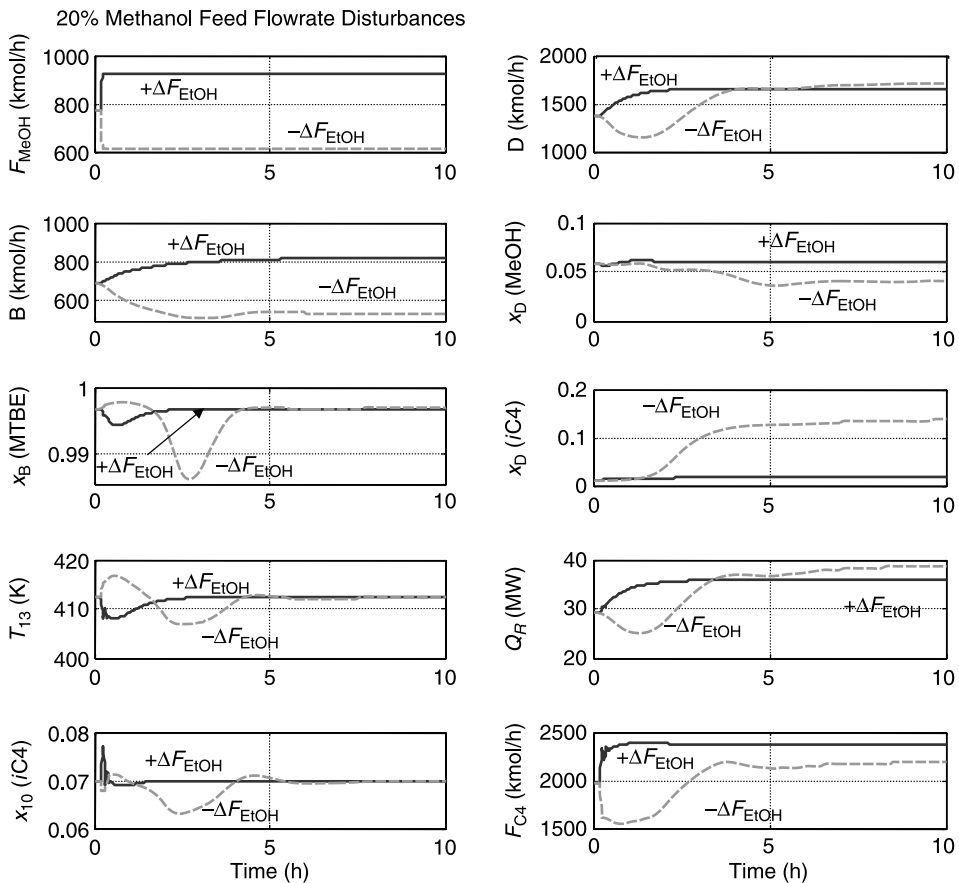 20% Methanol Feed Flowrate Disturbances
F_MeOH (kmol/h)
1000
800
600
+ΔF_EtOH
−ΔF_EtOH
0 5 10
D (kmol/h)
2000
1500
1000
+ΔF_EtOH
−ΔF_EtOH
0 5 10
B (kmol/h)
1000
800
600
+ΔF_EtOH
−ΔF_EtOH
0 5 10
x_D (MeOH)
0.1
0.05
0
+ΔF_EtOH
−ΔF_EtOH
0 5 10
x_B (MTBE)
1
0.99
+ΔF_EtOH
−ΔF_EtOH
0 5 10
x_D (iC4)
0.2
0.1
0
−ΔF_EtOH
0 5 10
T_13 (K)
420
410
400
+ΔF_EtOH
−ΔF_EtOH
0 5 10
Q_R (MW)
40
30
20
−ΔF_EtOH
+ΔF_EtOH
0 5 10
x_10 (iC4)
0.08
0.07
0.06
+ΔF_EtOH
−ΔF_EtOH
0 5 10
Time (h)
F_C4 (kmol/h)
2500
2000
1500
+ΔF_EtOH
−ΔF_EtOH
0 5 10
Time (h)